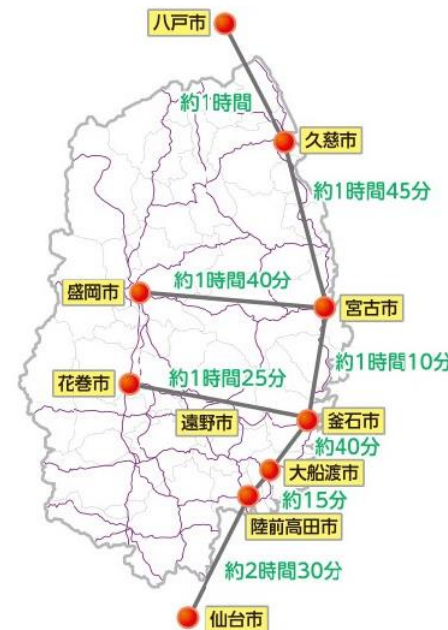 八戸市
約1時間
久慈市
約1時間45分
約1時間40分
盛岡市
宮古市
約1時間10分
花巻市
約1時間25分
遠野市
釜石市
約40分
大船渡市
約15分
陸前高田市
約2時間30分
仙台市